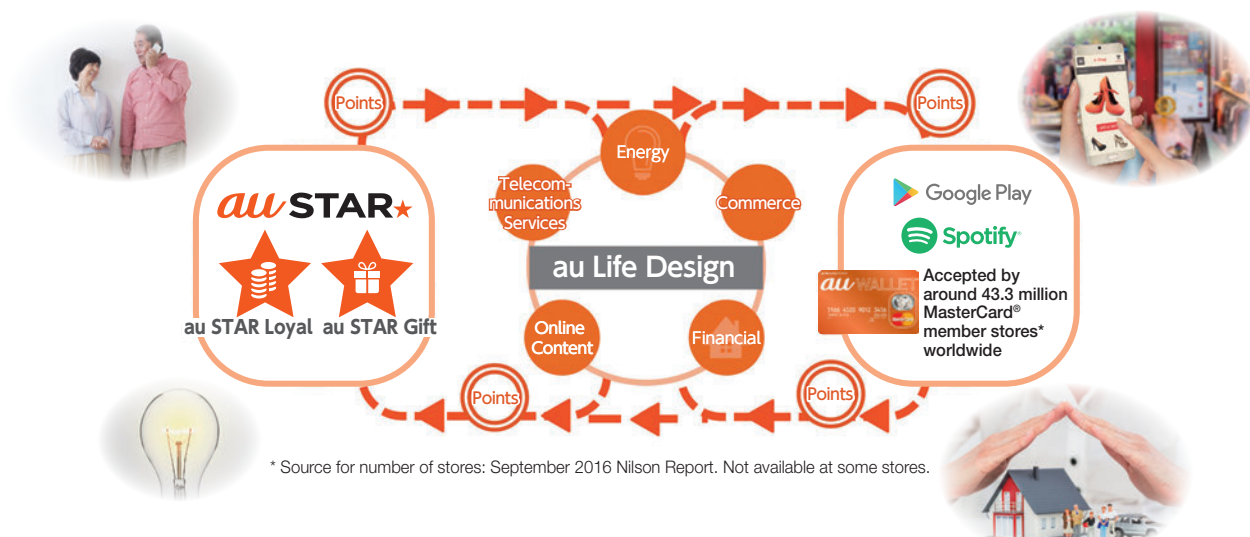 Points
Points
Energy
Telecom-
munications
Services
Commerce
au STAR
au Life Design
au STAR Loyal
au STAR Gift
Online
Content
Financial
Google Play
Spotify®
au WALLET
Accepted by
around 43.3 million
MasterCard®
member stores*
worldwide
Points
Points
* Source for number of stores: September 2016 Nilson Report. Not available at some stores.